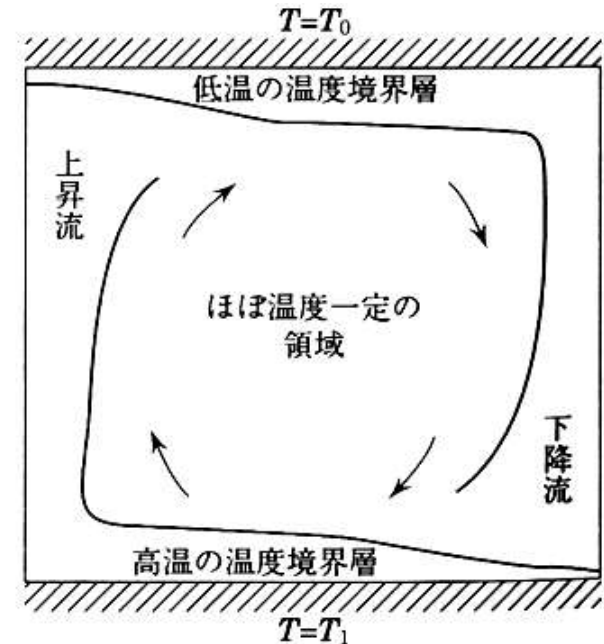 T=T₀
低温の温度境界層
上昇流
ほぼ温度一定の
領域
下降流
高温の温度境界層
T=T₁